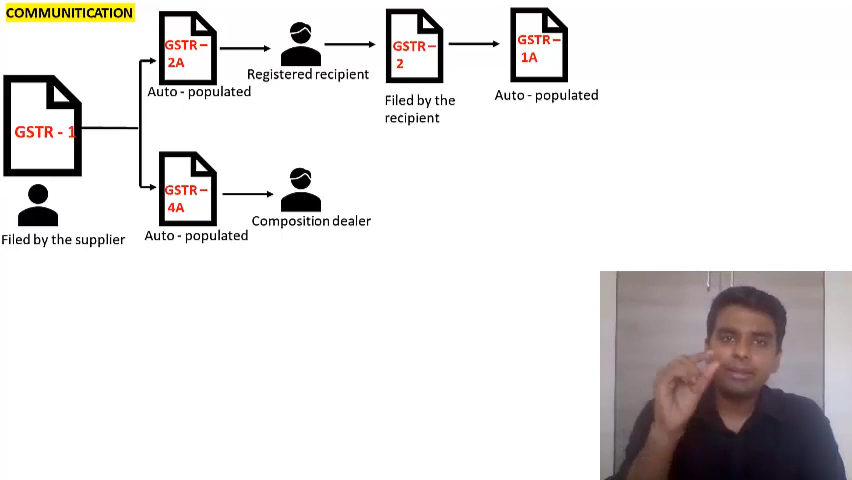 COMMUNITICATION
GSTR –
2A
Auto - populated
Registered recipient
GSTR –
2
Filed by the
recipient
GSTR –
1A
Auto - populated
GSTR - 1
Filed by the supplier
GSTR –
4A
Auto - populated
Composition dealer